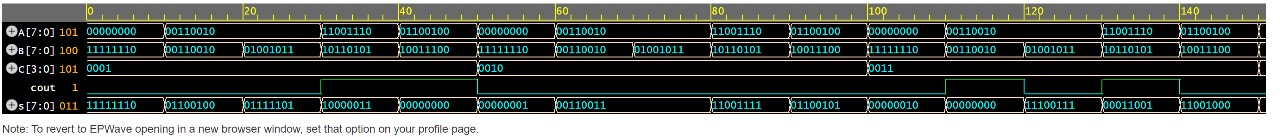 0 20 40 60 80 100 120 140
A[7:0] 101 00000000 00110010 11001110 01100100 00000000 00110010 11001110 01100100 00000000 00110010 11001110 01100100
B[7:0] 100 11111110 00110010 01001011 10110101 10011100 11111110 00110010 01001011 10110101 10011100 11111110 00110010 01001011 10110101 10011100
C[3:0] 101 0001 0010 0011
cout 1
s[7:0] 011 11111110 01100100 01111101 10000011 00000000 00000001 00110011 11001111 01100101 00000010 00000000 11100111 00011001 11001000
Note: To revert to EPWave opening in a new browser window, set that option on your profile page.